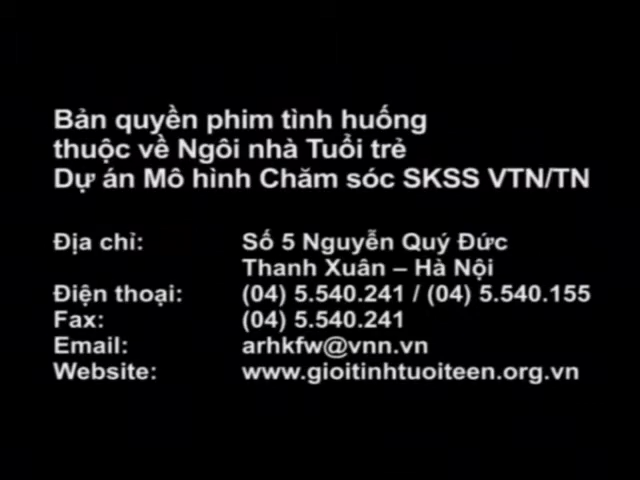 Bản quyền phim tình huống
thuộc về Ngôi nhà Tuổi trẻ
Dự án Mô hình Chăm sóc SKSS VTN/TN
Địa chỉ: Số 5 Nguyễn Quý Đức
Thanh Xuân – Hà Nội
Điện thoại: (04) 5.540.241 / (04) 5.540.155
Fax: (04) 5.540.241
Email: arhkfw@vnn.vn
Website: www.gioitinhtuoiteen.org.vn